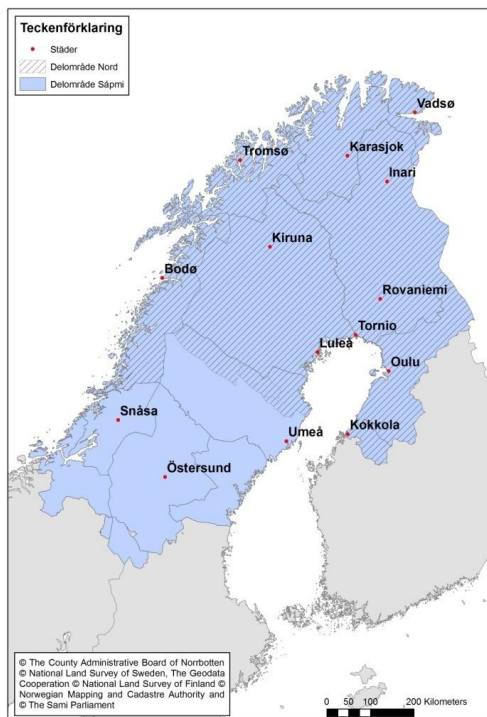 Teckenförklaring
Städer
Delområde Nord
Delområde Sápmi
Vadsø
Tromsø
Karasjok
Inari
Kiruna
Bodø
Rovaniemi
Tornio
Luleå
Oulu
Snåsa
Umeå
Kokkola
Östersund
© The County Administrative Board of Norrbotten
© National Land Survey of Sweden, The Geodata
Cooperation © National Land Survey of Finland ©
Norwegian Mapping and Cadastre Authority and
© The Sami Parliament
0 50 100 200 Kilometers